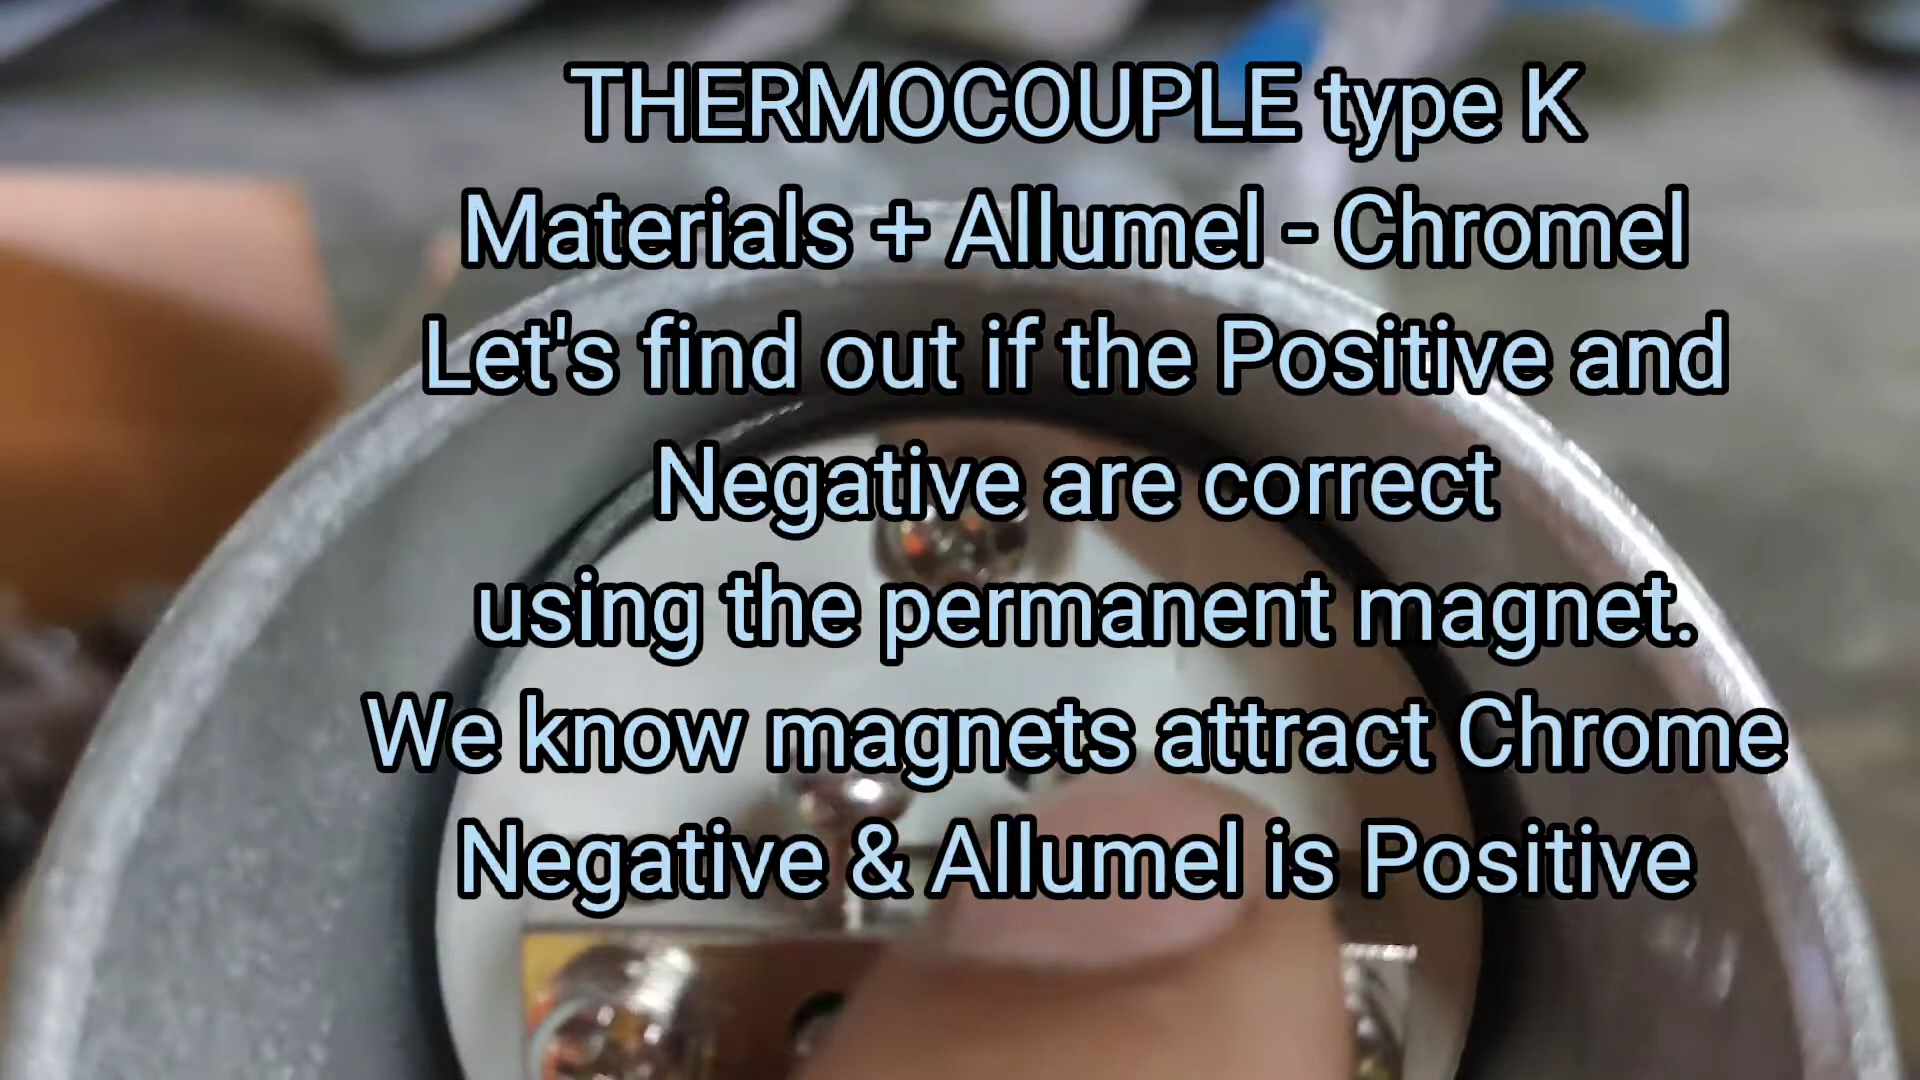 THERMOCOUPLE type K
Materials + Allumel - Chromel
Let's find out if the Positive and
Negative are correct
using the permanent magnet.
We know magnets attract Chrome
Negative & Allumel is Positive